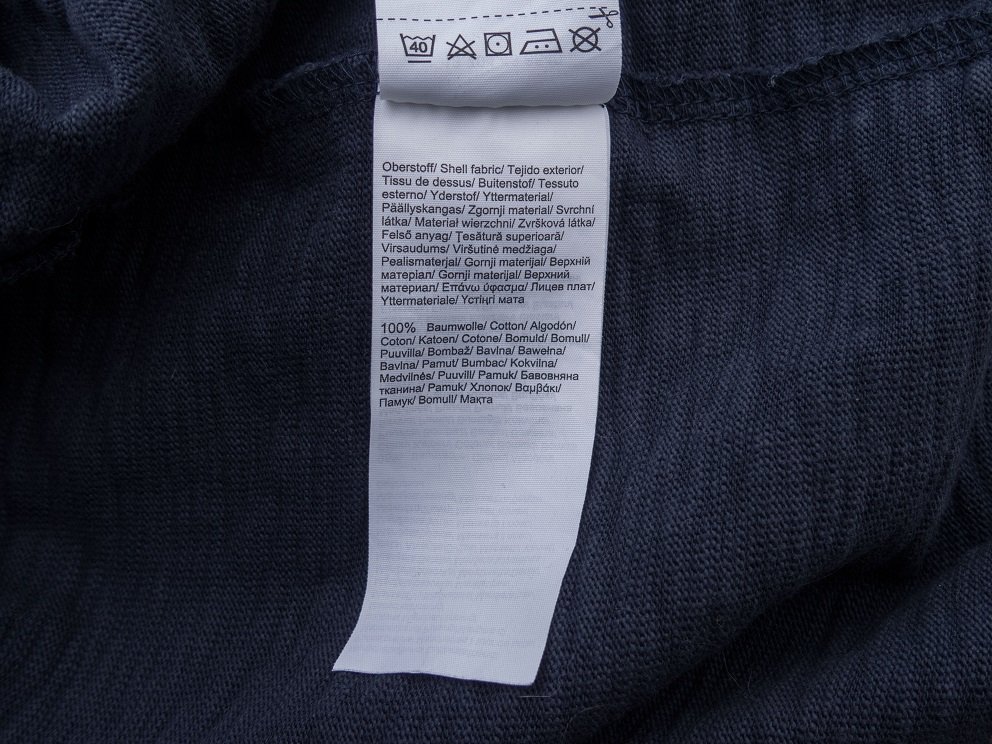 40
Oberstoff/ Shell fabric/ Tejido exterior/
Tissu de dessus/ Buitenstof/ Tessuto
esterno/ Yderstof/ Yttermaterial/
Päällyskangas/ Zgornji material/ Svrchní
látka/ Materiał wierzchni/ Zvršková látka/
Felső anyag/ Ţesătură superioară/
Virsaudums/ Viršutinė medžiaga/
Pealismaterjal/ Gornji materijal/ Верхній
матеріал/ Gornji materijal/ Верхний
материал/ Επάνω ύφασμα/ Лицев плат/
Yttermateriale/ Үстіңгі мата
100% Baumwolle/ Cotton/ Algodón/
Coton/ Katoen/ Cotone/ Bomuld/ Bomull/
Puuvilla/ Bombaž/ Bavlna/ Bawełna/
Bavlna/ Pamut/ Bumbac/ Kokvilna/
Medvilnės/ Puuvill/ Pamuk/ Бавовняна
тканина/ Pamuk/ Хлопок/ Βαμβάκι/
Памук/ Bomull/ Мақта